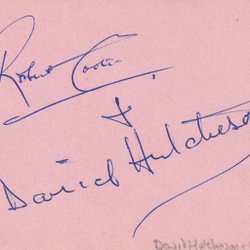 Robert Coote
+
David Hutcheson
David Hutcheson